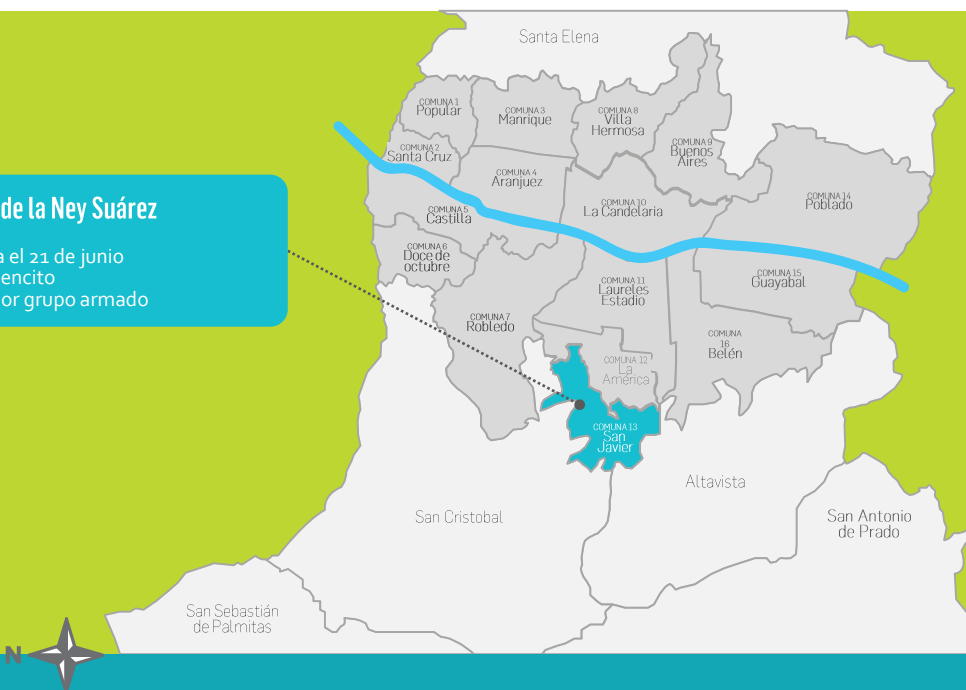 Santa Elena
COMUNA 1
Popular
COMUNA 3
Manrique
COMUNA 8
Villa
Hermosa
COMUNA 9
Buenos
Aires
COMUNA 2
Santa Cruz
COMUNA 4
Aranjuez
COMUNA 14
Poblado
COMUNA 10
La Candelaria
COMUNA 5
Castilla
de la Ney Suárez
a el 21 de junio
encito
or grupo armado
COMUNA 6
Doce de
octubre
COMUNA 15
Guayabal
COMUNA 11
Laureles
Estadio
COMUNA 7
Robledo
COMUNA
16
Belén
COMUNA 12
La
América
COMUNA 13
San
Javier
Altavista
San Cristobal
San Antonio
de Prado
San Sebastián
de Palmitas
N